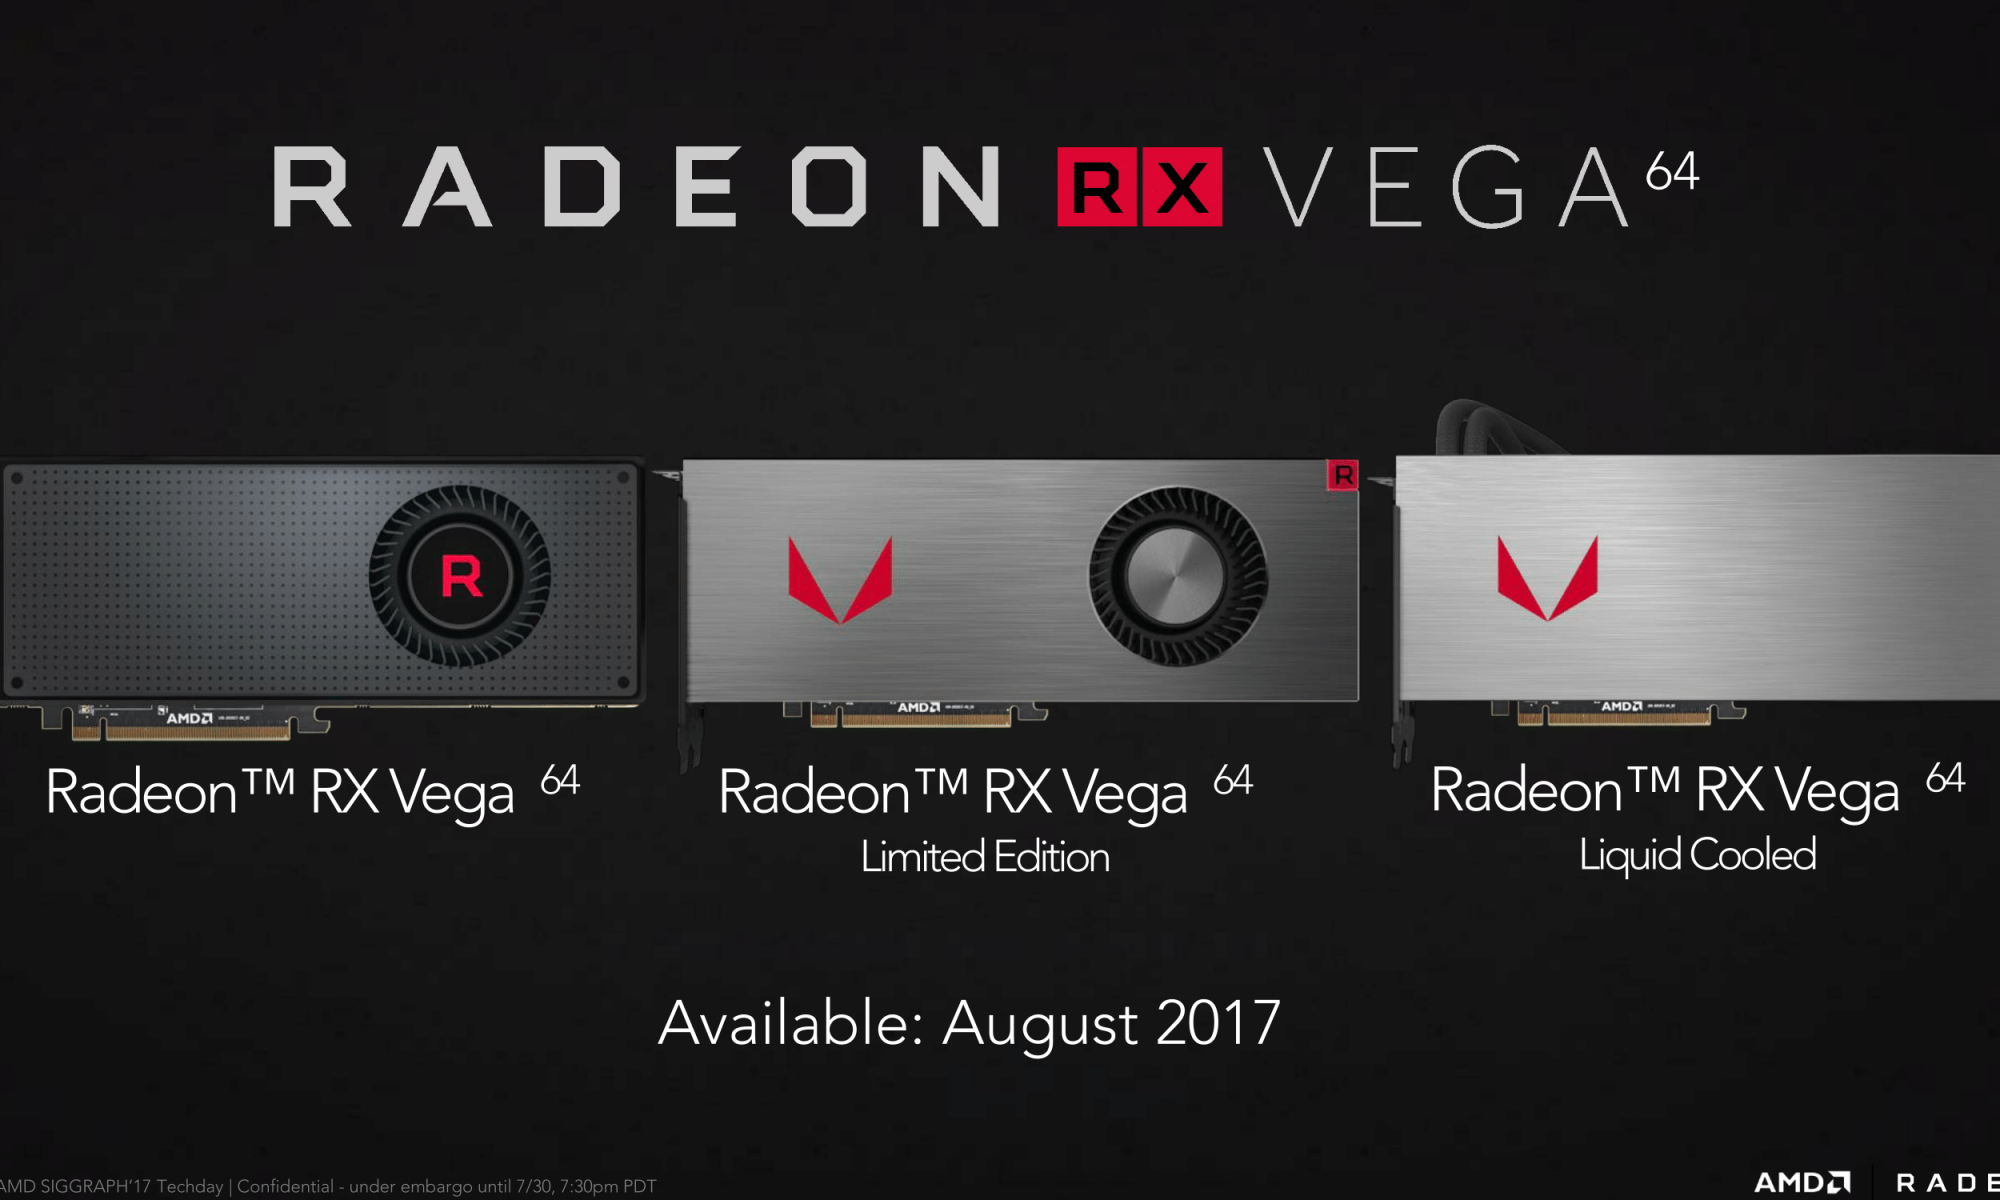 RADEON RX VEGA 64
R
R
AMD
AMD
AMD
Radeon™ RX Vega 64
Radeon™ RX Vega 64
Limited Edition
Radeon™ RX Vega 64
Liquid Cooled
Available: August 2017
AMD SIGGRAPH'17 Techday | Confidential - under embargo until 7/30, 7:30pm PDT
AMD RADE